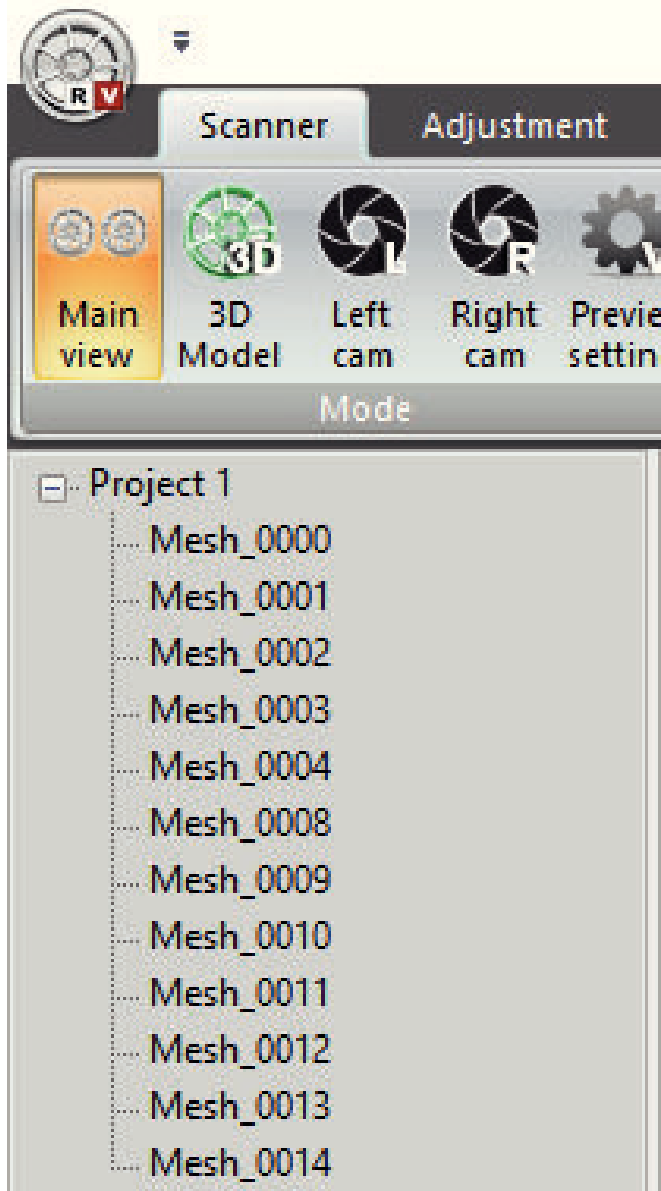 R V
Scanner Adjustment
3D L R
Main view 3D Model Left cam Right cam
Mode
Project 1
Mesh_0000
Mesh_0001
Mesh_0002
Mesh_0003
Mesh_0004
Mesh_0008
Mesh_0009
Mesh_0010
Mesh_0011
Mesh_0012
Mesh_0013
Mesh_0014